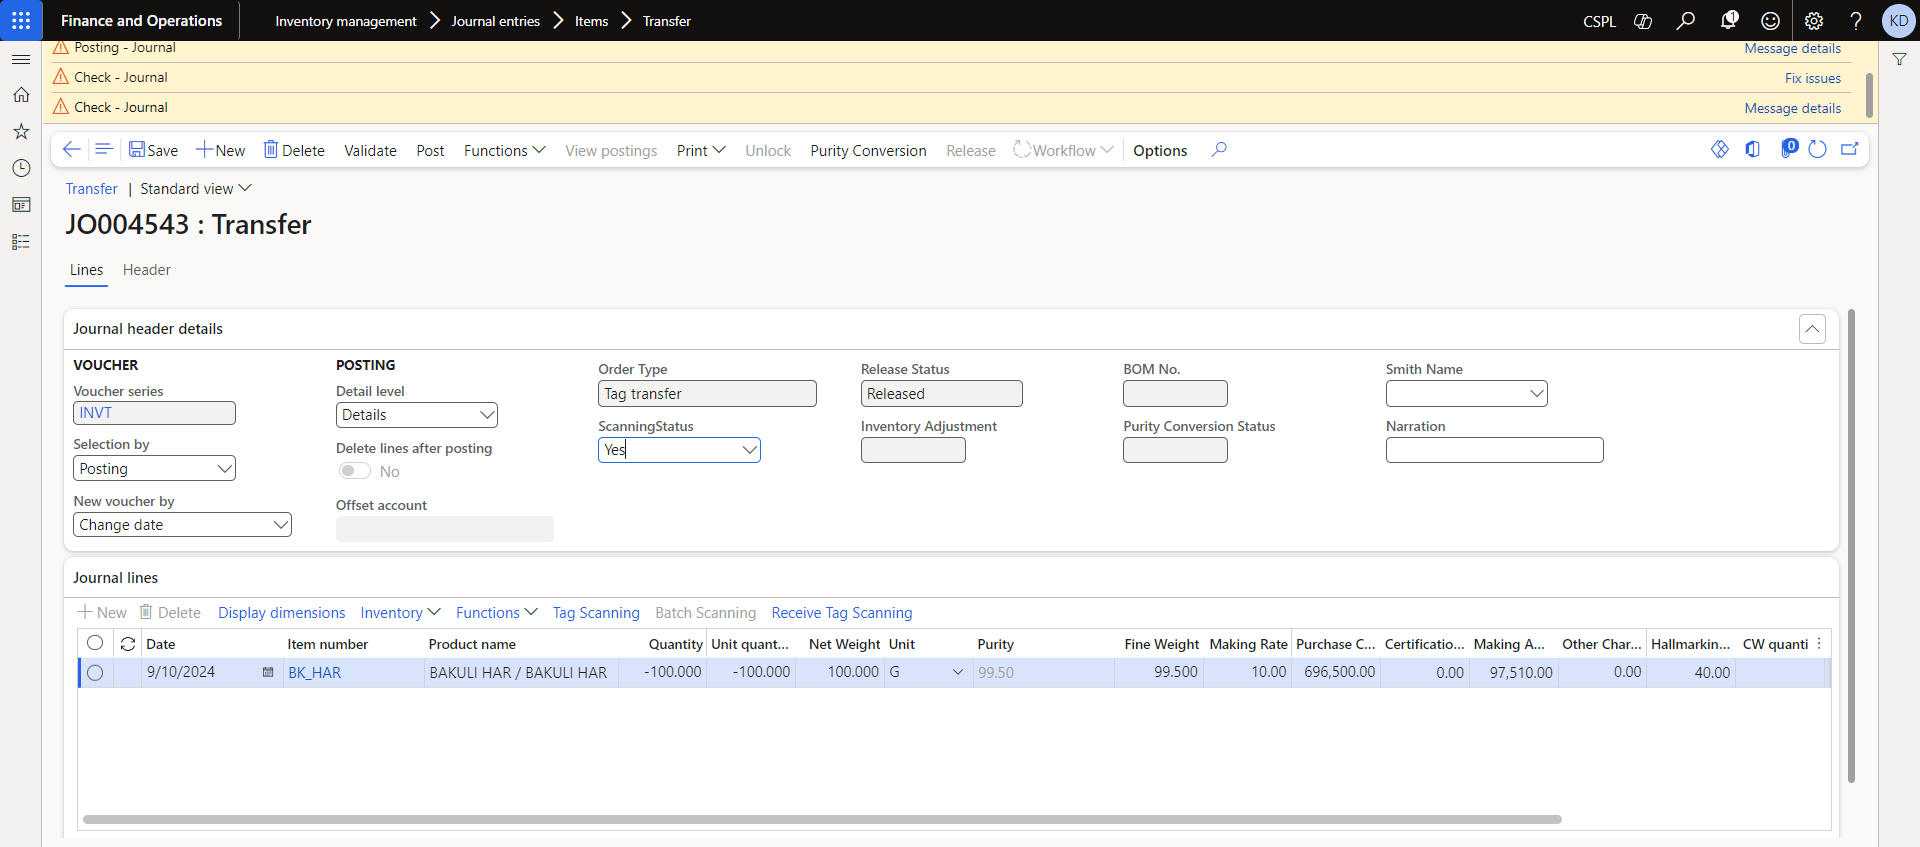 Finance and Operations
Inventory management
Journal entries
Items
Transfer
CSPL
1
KD
Posting - Journal
Message details
Check - Journal
Fix issues
Check - Journal
Message details
Save
New
Delete
Validate
Post
Functions
View postings
Print
Unlock
Purity Conversion
Release
Workflow
Options
0
Transfer | Standard view
JO004543 : Transfer
Lines
Header
Journal header details
VOUCHER
Voucher series
INVT
Selection by
Posting
New voucher by
Change date
POSTING
Detail level
Details
Delete lines after posting
No
Offset account
Order Type
Tag transfer
ScanningStatus
Yes
Release Status
Released
Inventory Adjustment
BOM No.
Purity Conversion Status
Smith Name
Narration
Journal lines
New
Delete
Display dimensions
Inventory
Functions
Tag Scanning
Batch Scanning
Receive Tag Scanning
Date Item number Product name Quantity Unit quant... Net Weight Unit Purity Fine Weight Making Rate Purchase C... Certificatio... Making A... Other Char... Hallmarkin... CW quanti
9/10/2024 BK_HAR BAKULI HAR / BAKULI HAR -100.000 -100.000 100.000 G 99.50 99.500 10.00 696,500.00 0.00 97,510.00 0.00 40.00